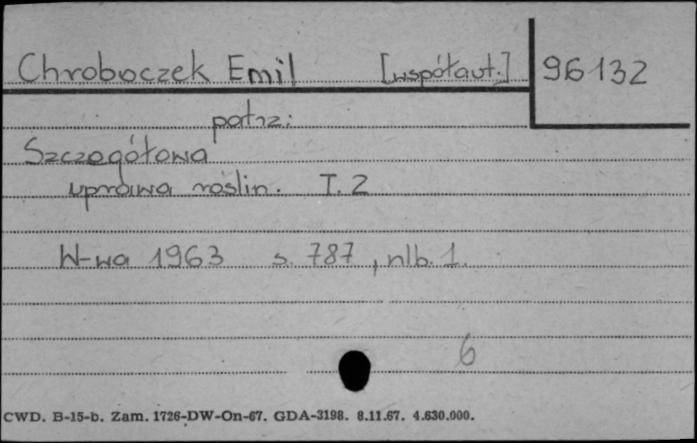 Chroboczek Emil [współaut.] 96132
patrz:
Szczegółowa
uprawa roślin. T. 2
W-wa 1963 s. 787, nlb. 1.
6
CWD. B-15-b. Zam. 1726-DW-On-67. GDA-3198. 8.11.67. 4.630.000.